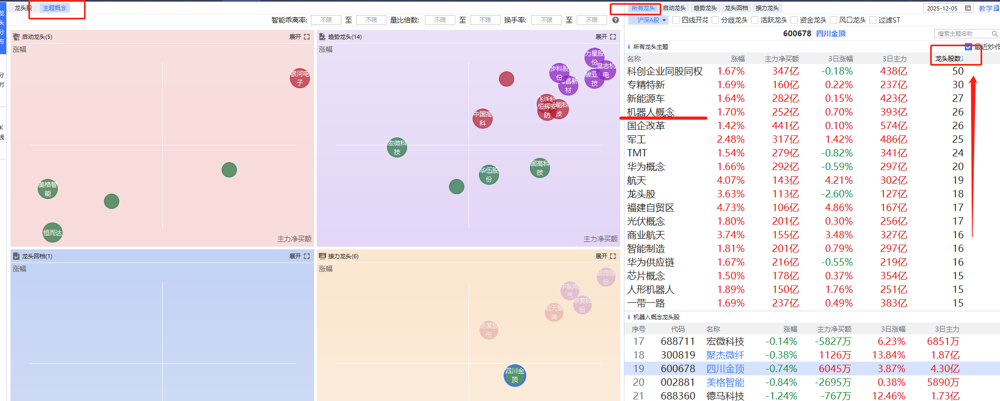 龙头股 主题概念
所有龙头 启动龙头 趋势龙头 龙头回档 接力龙头 2025-12-05 教学
龙头分布
分时
K线
智能乖离率: 不限 至 不限 量比倍数: 不限 至 不限 换手率: 不限 至 不限
沪深A股 四线开花 分歧龙头 活跃龙头 资金龙头 风口龙头 过滤ST
600678 四川金顶 搜索主题名称
启动龙头(5) 展开
涨幅
银河电子
美格智能
恒而达
主力净买额
趋势龙头(14) 展开
涨幅
力星股份
步科股份
昊志机电
骏亚科技
飞沃科
恒辉安防
能科科技
中国高科
宏微科技
华伍股份
固高科技
主力净买额
龙头回档(1) 展开
涨幅
接力龙头(6) 展开
涨幅
超捷股份
中能电气
斯菱股份
航天智装
龙溪股份
四川金顶
所有龙头主题 最近炒作
名称 涨幅 主力净买额 3日涨幅 3日主力 龙头股数↓
科创企业同股同权 1.67% 347亿 -0.18% 438亿 50
专精特新 1.69% 160亿 0.22% 237亿 30
新能源车 1.64% 282亿 0.15% 423亿 27
机器人概念 1.70% 252亿 0.70% 393亿 26
国企改革 1.42% 441亿 0.10% 574亿 26
军工 2.48% 317亿 1.42% 486亿 25
TMT 1.54% 279亿 -0.82% 341亿 24
华为概念 1.66% 292亿 -0.59% 297亿 20
航天 4.07% 143亿 4.21% 302亿 19
龙头股 3.63% 113亿 -2.60% 127亿 18
福建自贸区 4.73% 106亿 4.86% 167亿 17
光伏概念 1.80% 201亿 0.30% 256亿 17
商业航天 3.74% 155亿 3.48% 327亿 16
智能制造 1.81% 201亿 0.79% 297亿 16
华为供应链 1.67% 216亿 -0.55% 219亿 16
芯片概念 1.50% 178亿 0.37% 354亿 15
人形机器人 1.89% 150亿 1.76% 251亿 15
一带一路 1.69% 237亿 0.49% 383亿 15
机器人概念龙头股
序号 代码 名称 涨幅 主力净买额 3日涨幅 3日主力
17 688711 宏微科技 -0.14% -5827万 6.23% 6851万
18 300819 聚杰微纤 -0.38% 1126万 13.84% 1.87亿
19 600678 四川金顶 -0.74% 6045万 3.87% 4.30亿
20 002881 美格智能 -0.84% -2695万 0.38% 5890万
21 688360 德马科技 -1.24% -767万 12.46% 1.73亿